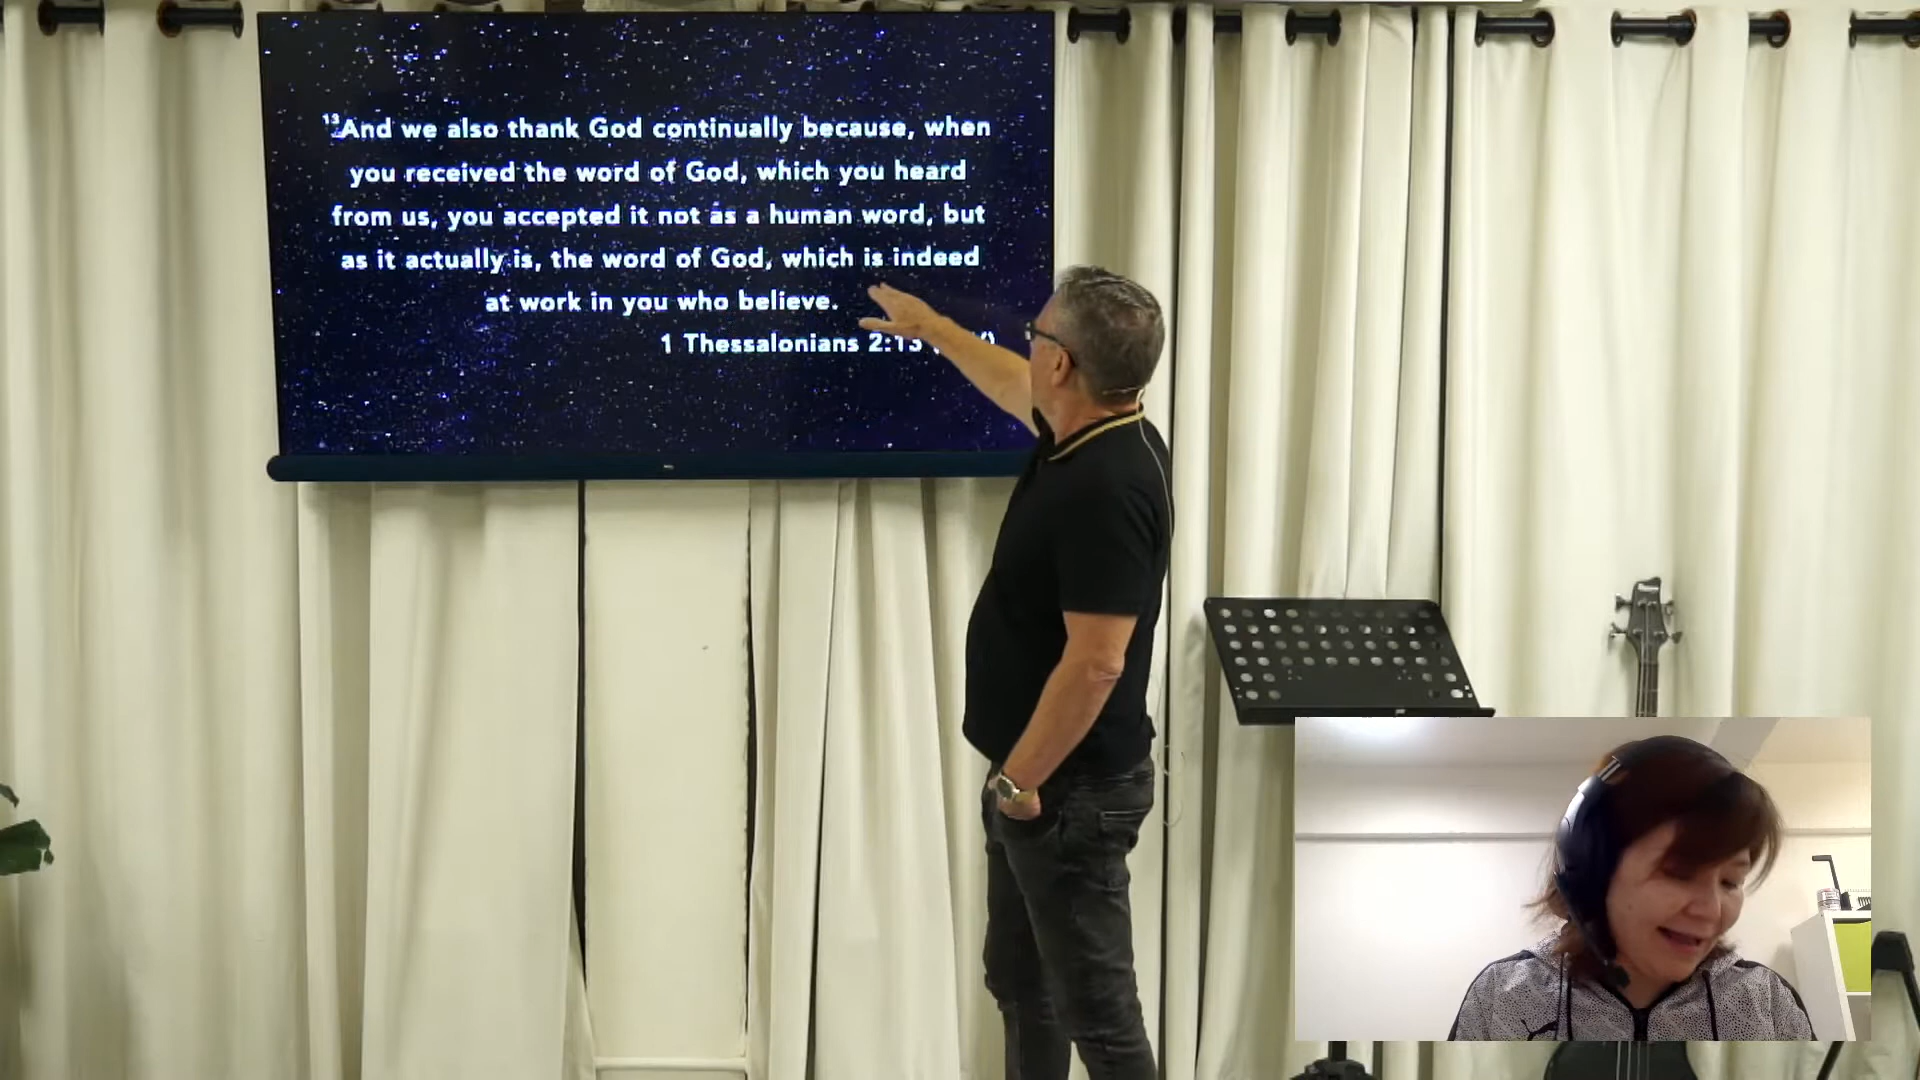 ¹³And we also thank God continually because, when
you received the word of God, which you heard
from us, you accepted it not as a human word, but
as it actually is, the word of God, which is indeed
at work in you who believe.
1 Thessalonians 2:13